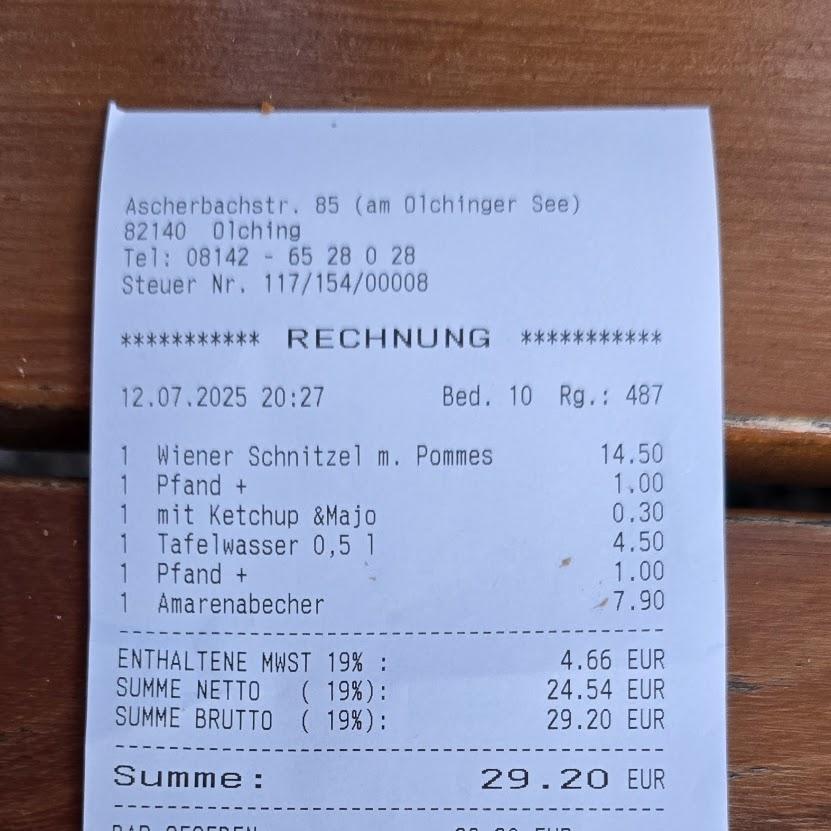 Ascherbachstr. 85 (am Olchinger See)
82140 Olching
Tel: 08142 - 65 28 0 28
Steuer Nr. 117/154/00008
*********** RECHNUNG ***********
12.07.2025 20:27 Bed. 10 Rg.: 487
1 Wiener Schnitzel m. Pommes 14.50
1 Pfand + 1.00
1 mit Ketchup &Majo 0.30
1 Tafelwasser 0,5 l 4.50
1 Pfand + 1.00
1 Amarenabecher 7.90
ENTHALTENE MWST 19% : 4.66 EUR
SUMME NETTO ( 19%): 24.54 EUR
SUMME BRUTTO ( 19%): 29.20 EUR
Summe: 29.20 EUR